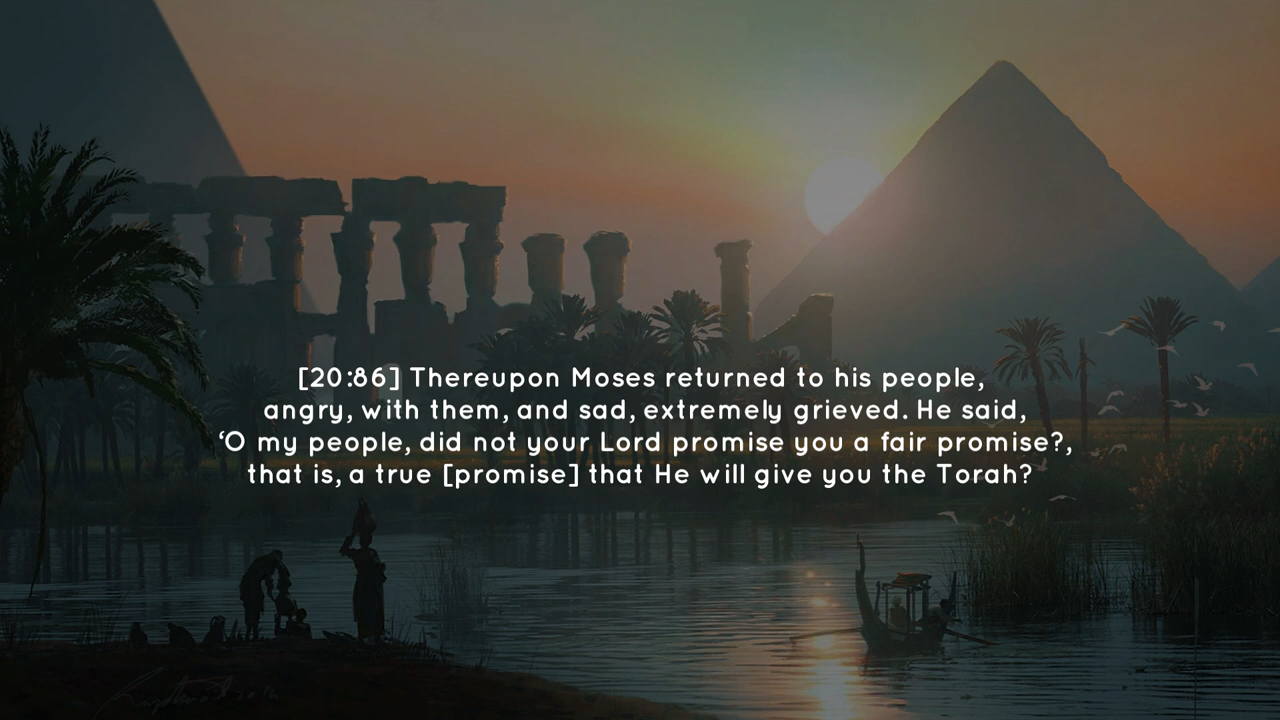 [20:86] Thereupon Moses returned to his people,
angry, with them, and sad, extremely grieved. He said,
‘O my people, did not your Lord promise you a fair promise?,
that is, a true [promise] that He will give you the Torah?